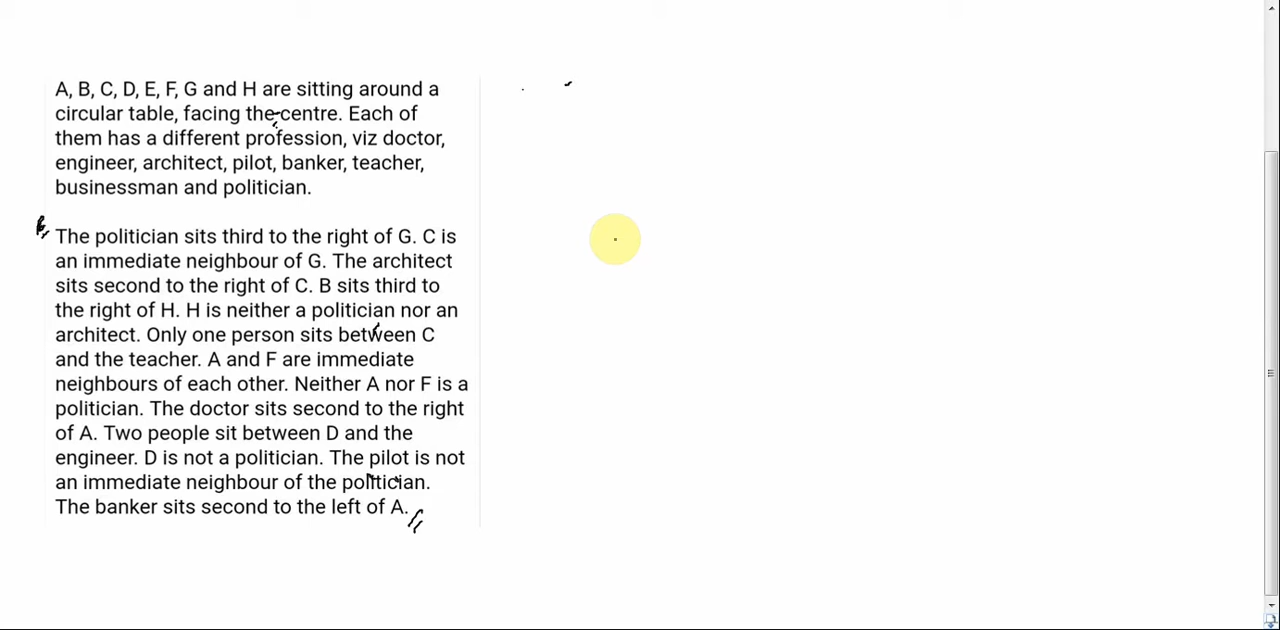 A, B, C, D, E, F, G and H are sitting around a
circular table, facing the centre. Each of
them has a different profession, viz doctor,
engineer, architect, pilot, banker, teacher,
businessman and politician.
The politician sits third to the right of G. C is
an immediate neighbour of G. The architect
sits second to the right of C. B sits third to
the right of H. H is neither a politician nor an
architect. Only one person sits between C
and the teacher. A and F are immediate
neighbours of each other. Neither A nor F is a
politician. The doctor sits second to the right
of A. Two people sit between D and the
engineer. D is not a politician. The pilot is not
an immediate neighbour of the politician.
The banker sits second to the left of A.